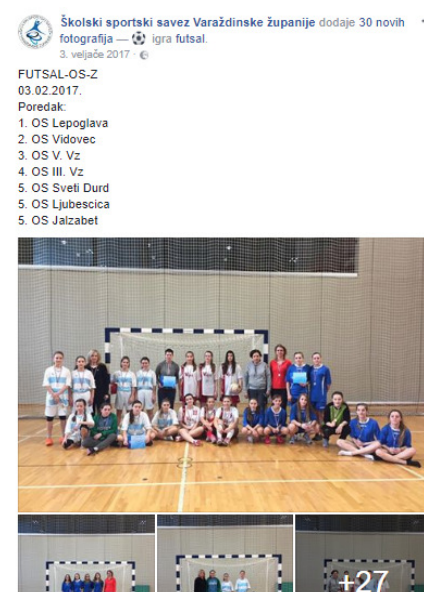 Školski sportski savez Varaždinske županije dodaje 30 novih
fotografija — igra futsal.
3. veljače 2017 ·
FUTSAL-OS-Z
03.02.2017.
Poredak:
1. OS Lepoglava
2. OS Vidovec
3. OS V. Vz
4. OS III. Vz
5. OS Sveti Durd
5. OS Ljubescica
5. OS Jalzabet
+27